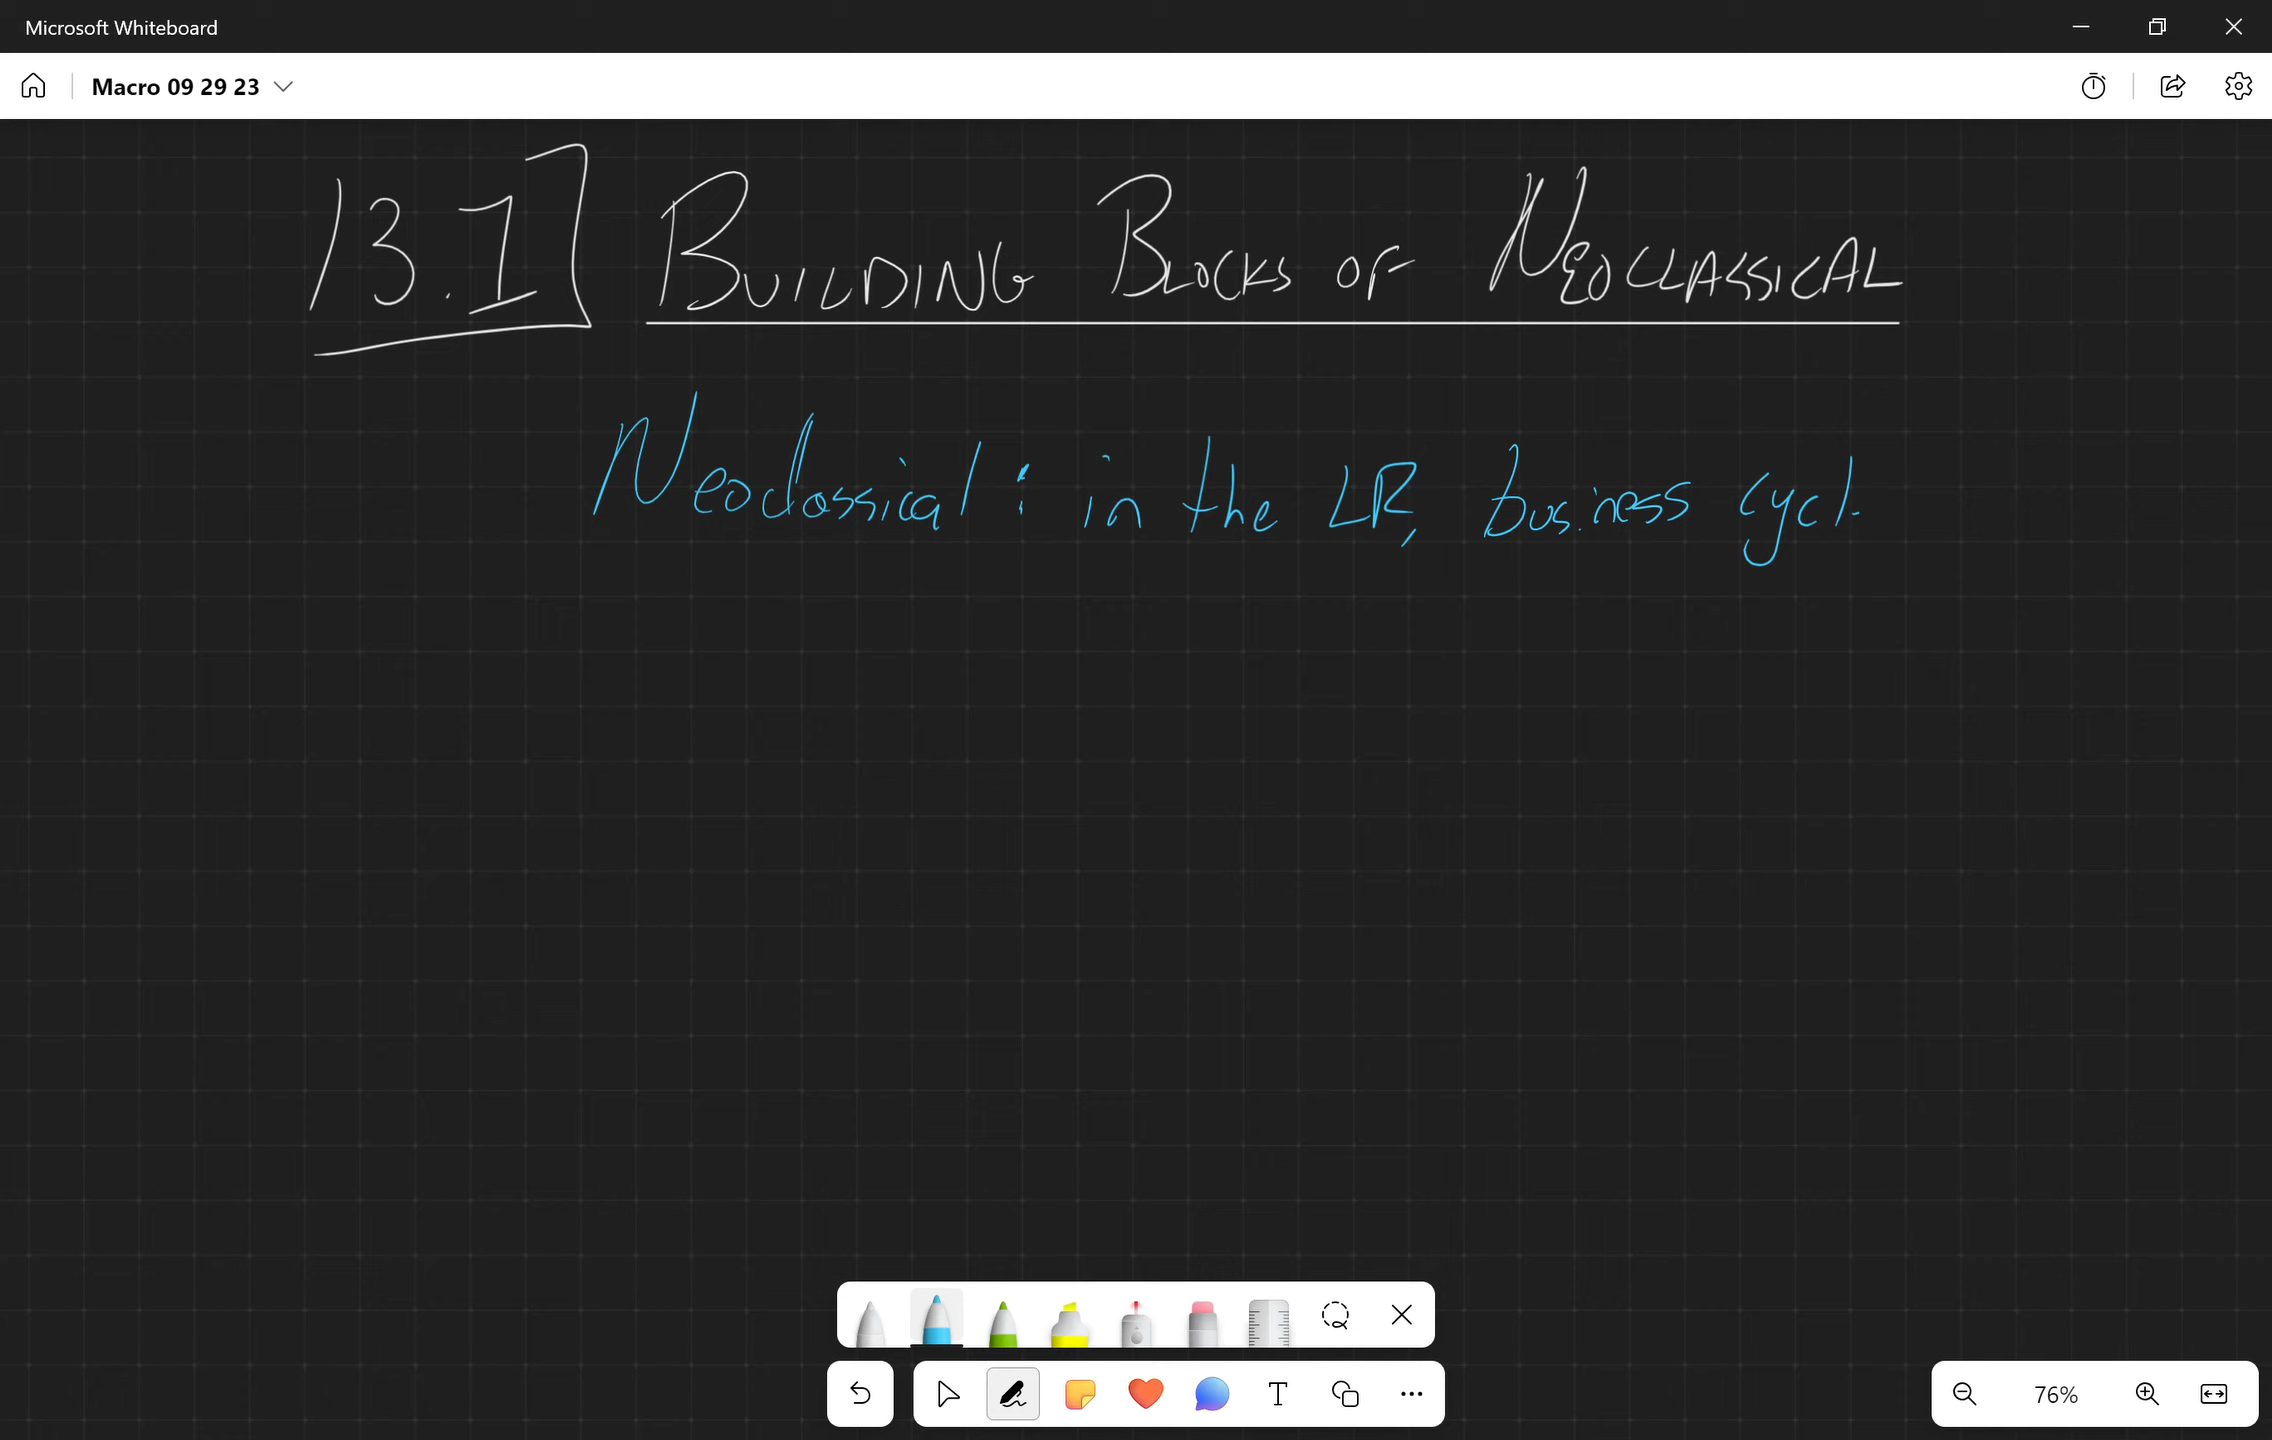 Microsoft Whiteboard
Macro 09 29 23
13.1] BUILDING BLOCKS OF NEOCLASSICAL
Neoclassical: in the LR, business cycl
T
76%